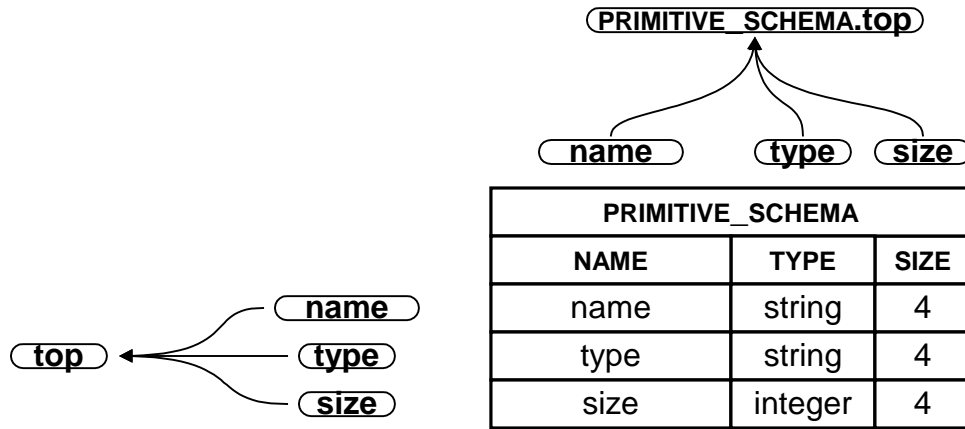 PRIMITIVE_SCHEMA.top
name type size
PRIMITIVE_SCHEMA
NAME TYPE SIZE
name string 4
type string 4
size integer 4
name
top type
size